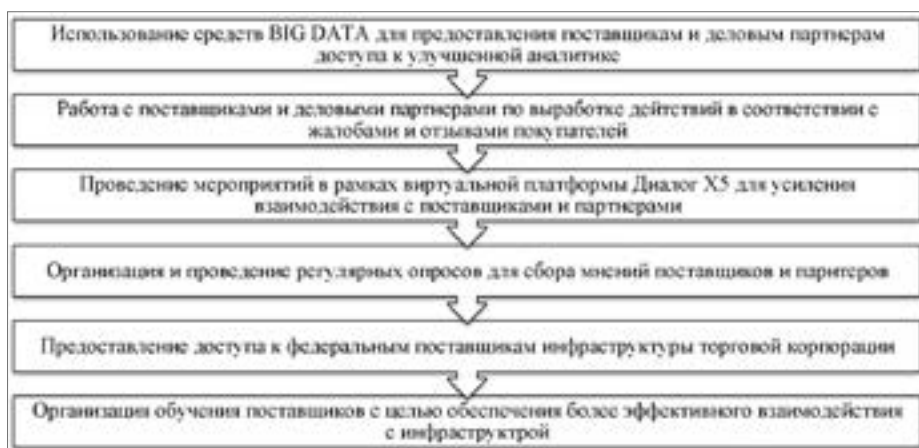 Использование средств BIG DATA для предоставления поставщикам и деловым партнерам
доступа к улучшенной аналитике
Работа с поставщиками и деловыми партнерами по выработке дейтствий в соответствии с
жалобами и отзывами покупателей
Проведение мероприятий в рамках виртуальной платформы Диалог X5 для усиления
взаимодействия с поставщиками и партнерами
Организация и проведение регулярных опросов для сбора мнений поставщиков и паритеров
Предоставление доступа к федеральным поставщикам инфраструктуры торговой корпорации
Организация обучения поставщиков с целью обеспечения более эффективного взаимодействия
с инфраструктрой